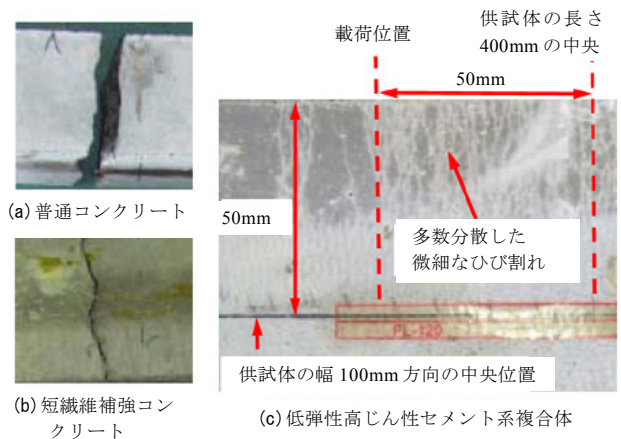 載荷位置
供試体の長さ
400mm の中央
50mm
50mm
多数分散した
微細なひび割れ
PL-120
供試体の幅 100mm 方向の中央位置
(a) 普通コンクリート
(b) 短繊維補強コン
クリート
(c) 低弾性高じん性セメント系複合体